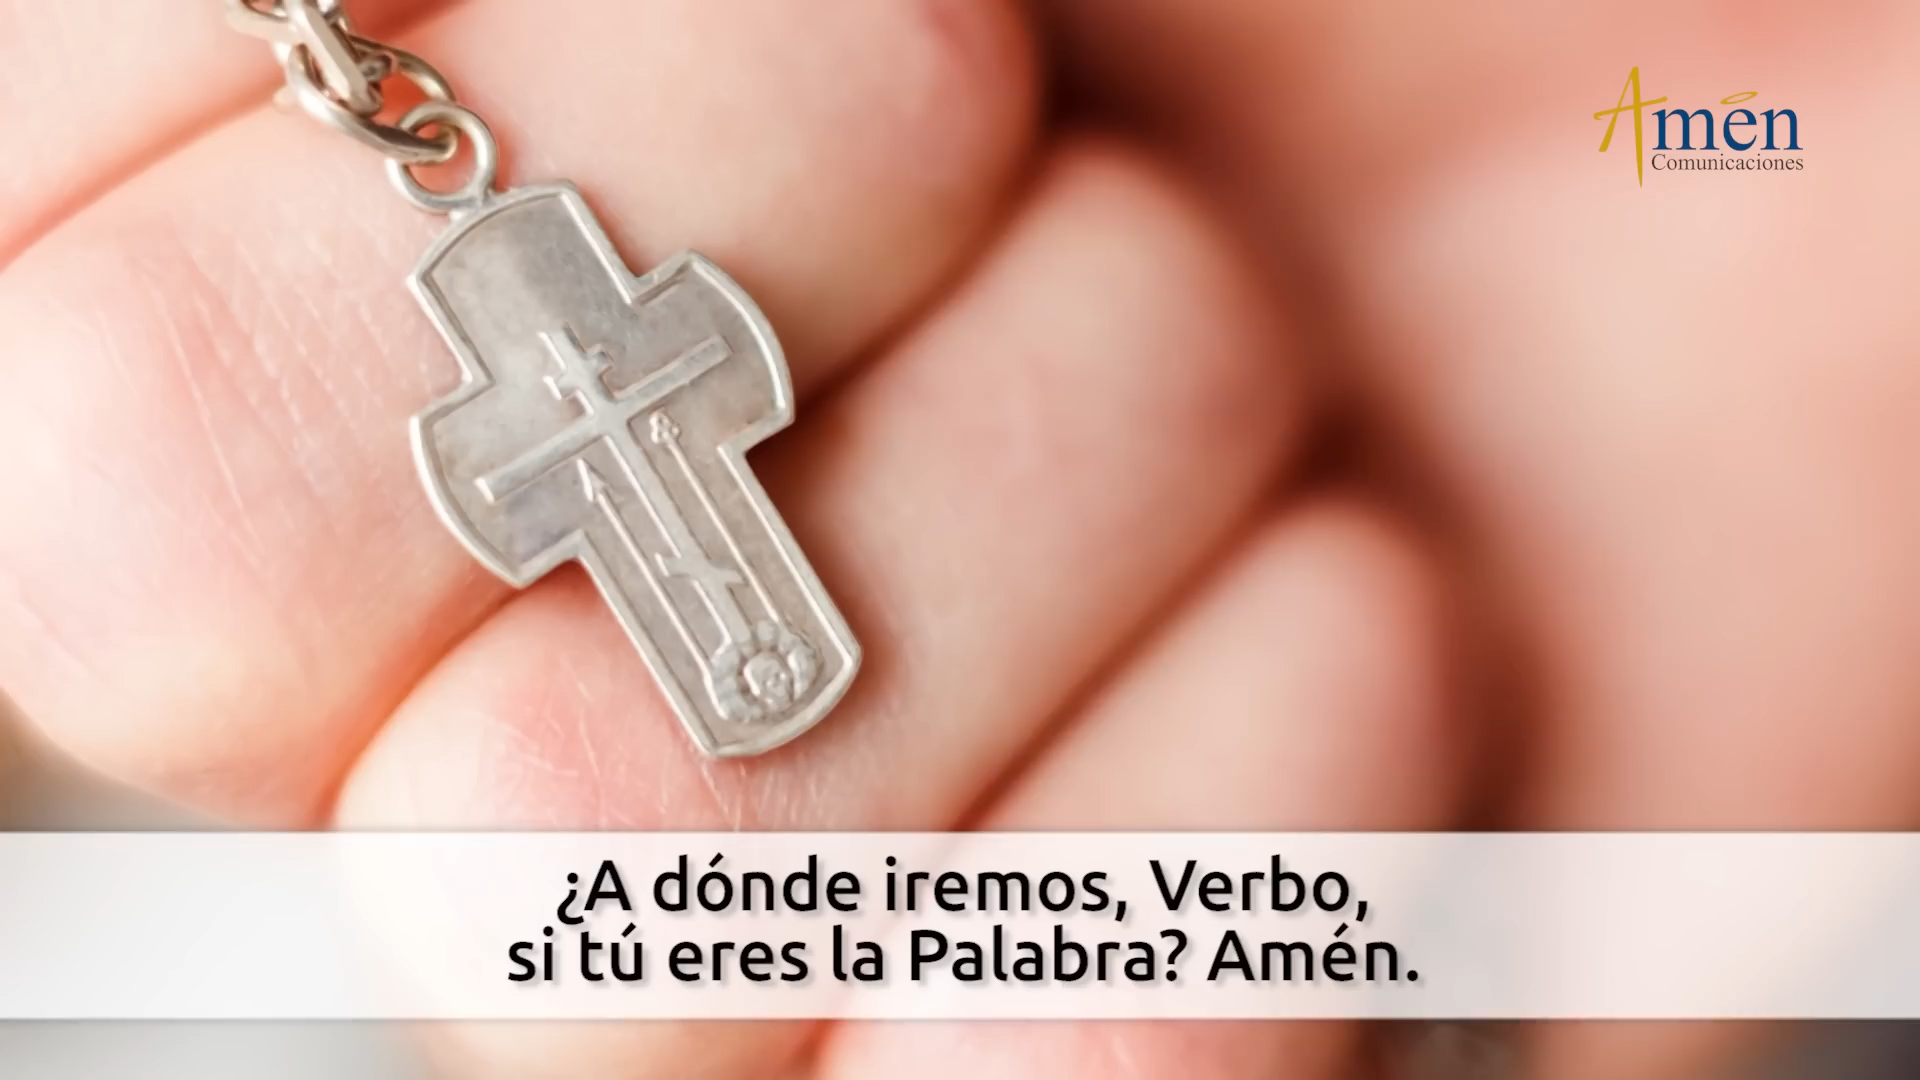 Amén
Comunicaciones
¿A dónde iremos, Verbo,
si tú eres la Palabra? Amén.